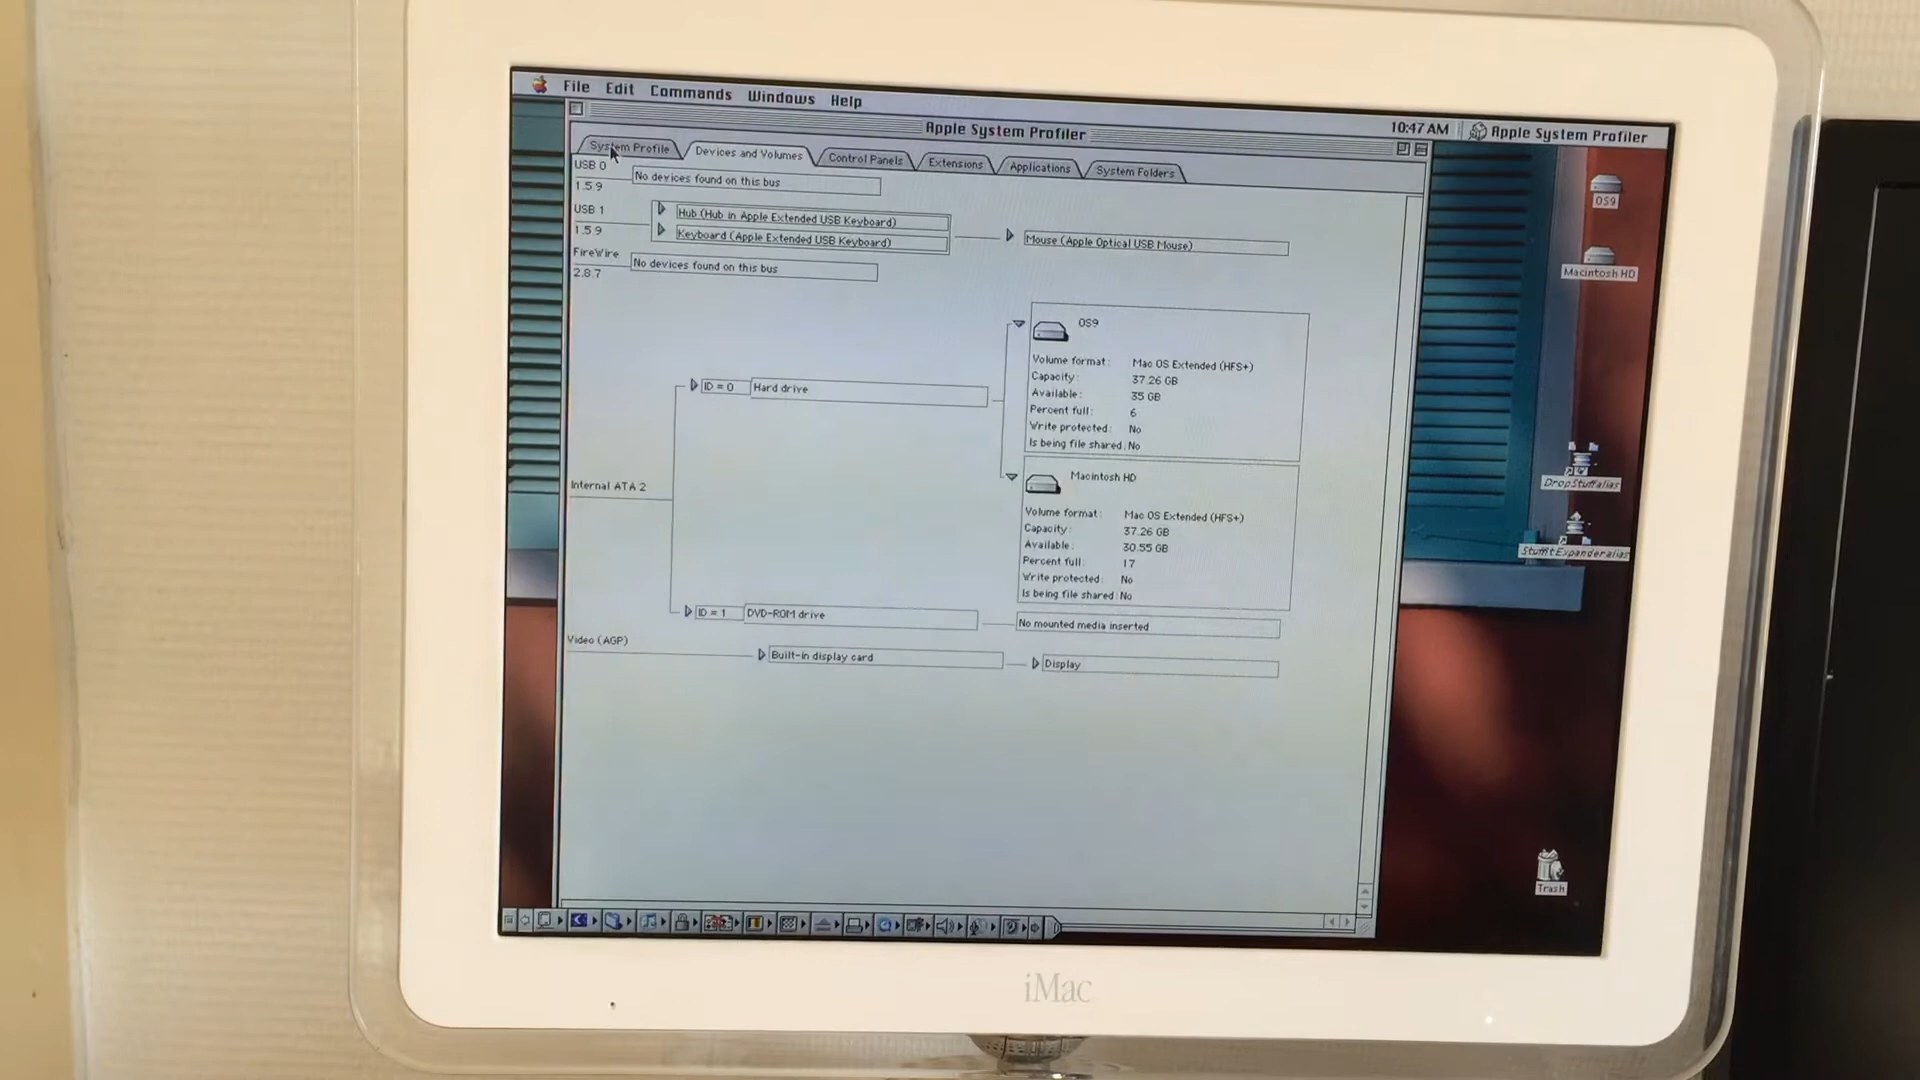 File Edit Commands Windows Help
10:47 AM Apple System Profiler
Apple System Profiler
System Profile Devices and Volumes Control Panels Extensions Applications System Folders
USB 0
1.5.9
No devices found on this bus
USB 1
1.5.9
Hub (Hub in Apple Extended USB Keyboard)
Keyboard (Apple Extended USB Keyboard)
Mouse (Apple Optical USB Mouse)
FireWire
2.8.7
No devices found on this bus
Internal ATA 2
ID = 0 Hard drive
OS9
Volume format: Mac OS Extended (HFS+)
Capacity: 37.26 GB
Available: 35 GB
Percent full: 6
Write protected: No
Is being file shared: No
Macintosh HD
Volume format: Mac OS Extended (HFS+)
Capacity: 37.26 GB
Available: 30.55 GB
Percent full: 17
Write protected: No
Is being file shared: No
ID = 1 DVD-ROM drive
No mounted media inserted
Video (AGP)
Built-in display card
Display
OS9
Macintosh HD
DropStuff alias
StuffIt Expander alias
Trash
iMac